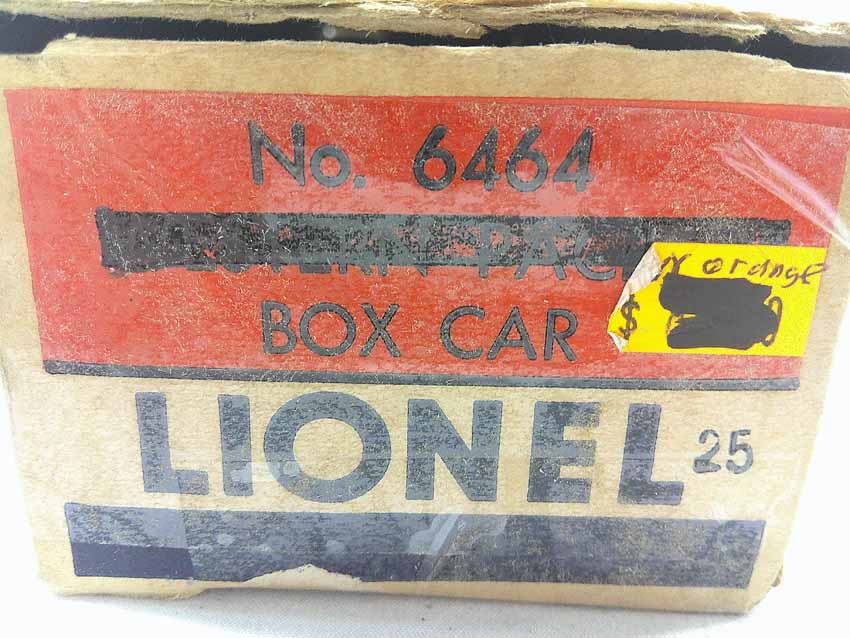 No. 6464
BOX CAR
orange
$
LIONEL 25